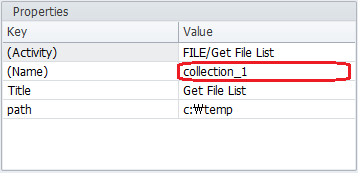 Properties
Key Value
(Activity) FILE/Get File List
(Name) collection_1
Title Get File List
path c:₩temp